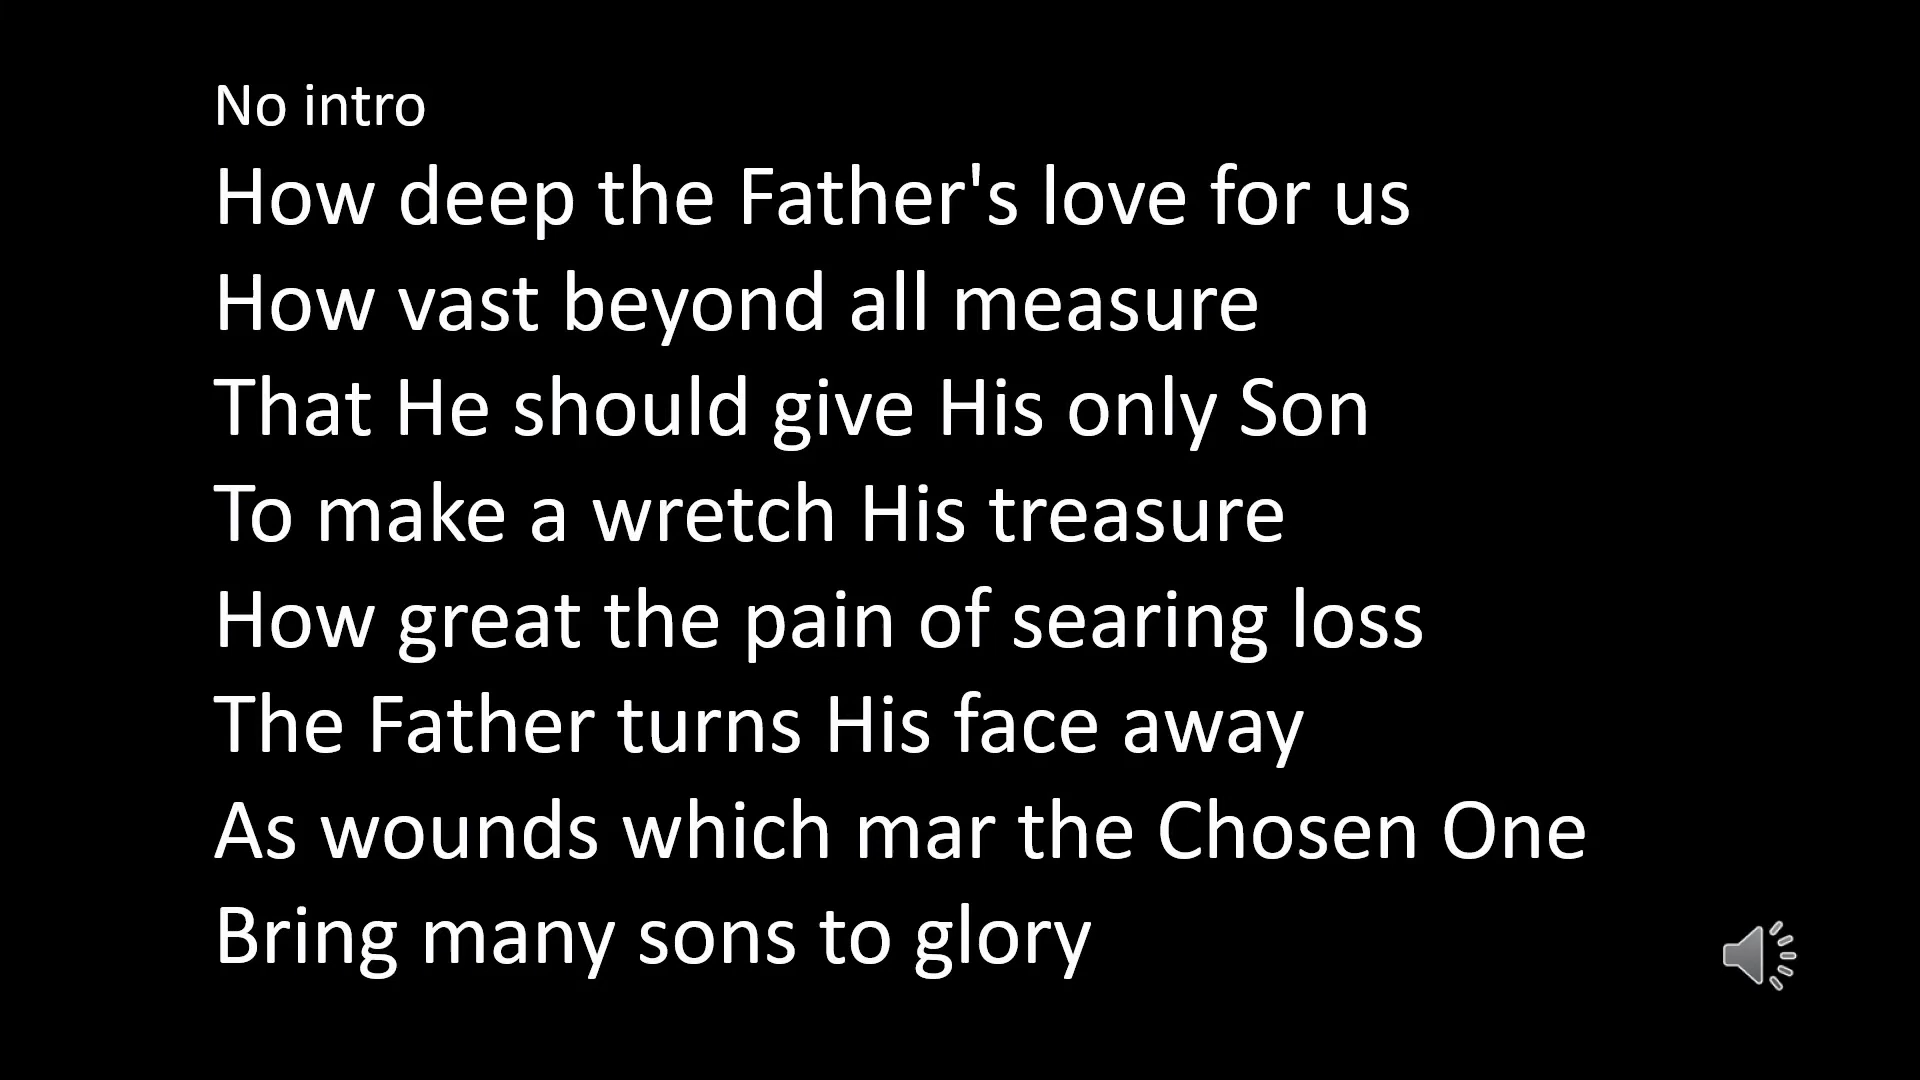 No intro
How deep the Father's love for us
How vast beyond all measure
That He should give His only Son
To make a wretch His treasure
How great the pain of searing loss
The Father turns His face away
As wounds which mar the Chosen One
Bring many sons to glory